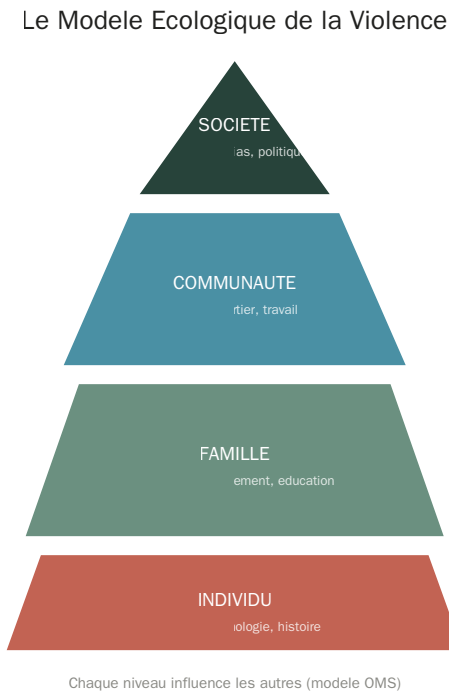 Le Modele Ecologique de la Violence
SOCIETE
COMMUNAUTE
travail
FAMILLE
education
INDIVIDU
histoire
Chaque niveau influence les autres (modele OMS)